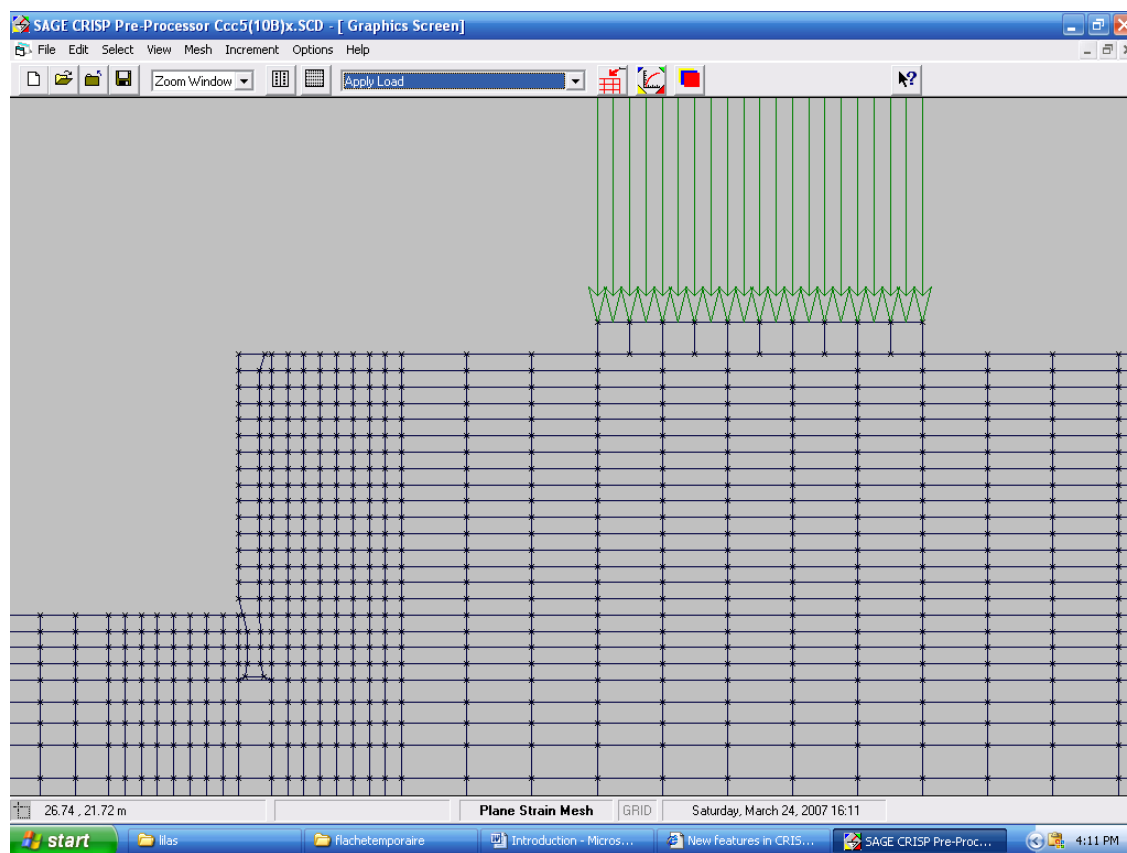 SAGE CRISP Pre-Processor Ccc5(10B)x.SCD - [ Graphics Screen]
File Edit Select View Mesh Increment Options Help
Zoom Window Apply Load
26.74 , 21.72 m Plane Strain Mesh GRID Saturday, March 24, 2007 16:11
start lilas flachetemporaire Introduction - Micros... New features in CRIS... SAGE CRISP Pre-Proc... 4:11 PM